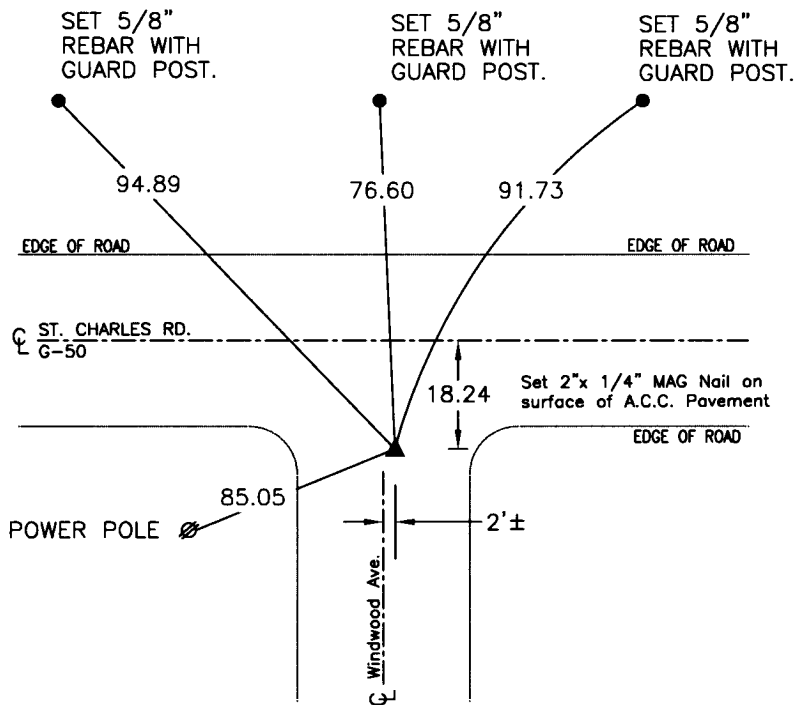 SET 5/8"
REBAR WITH
GUARD POST.
SET 5/8"
REBAR WITH
GUARD POST.
SET 5/8"
REBAR WITH
GUARD POST.
94.89
76.60
91.73
EDGE OF ROAD
EDGE OF ROAD
℄ ST. CHARLES RD.
G-50
18.24
Set 2"x 1/4" MAG Nail on
surface of A.C.C. Pavement
EDGE OF ROAD
85.05
POWER POLE
2'±
℄ Windwood Ave.